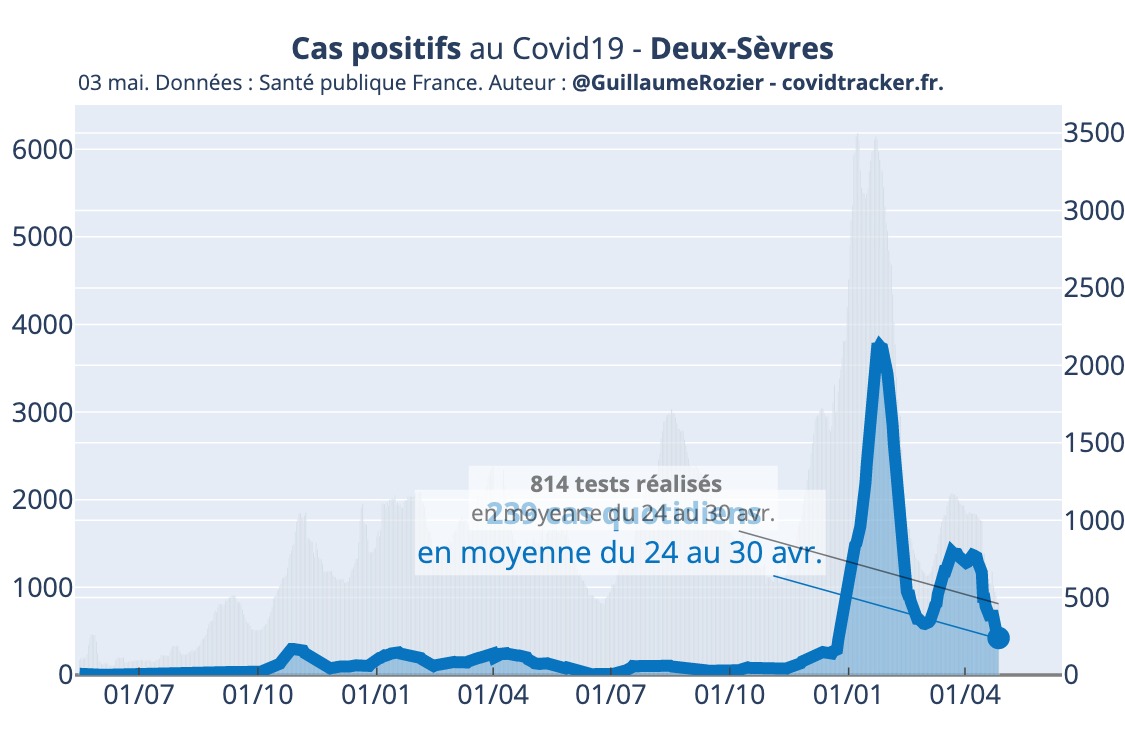 Cas positifs au Covid19 - Deux-Sèvres
03 mai. Données : Santé publique France. Auteur : @GuillaumeRozier - covidtracker.fr.
6000
5000
4000
3000
2000
1000
0
3500
3000
2500
2000
1500
1000
500
0
814 tests réalisés
en moyenne du 24 au 30 avr.
239 cas quotidiens
en moyenne du 24 au 30 avr.
01/07 01/10 01/01 01/04 01/07 01/10 01/01 01/04